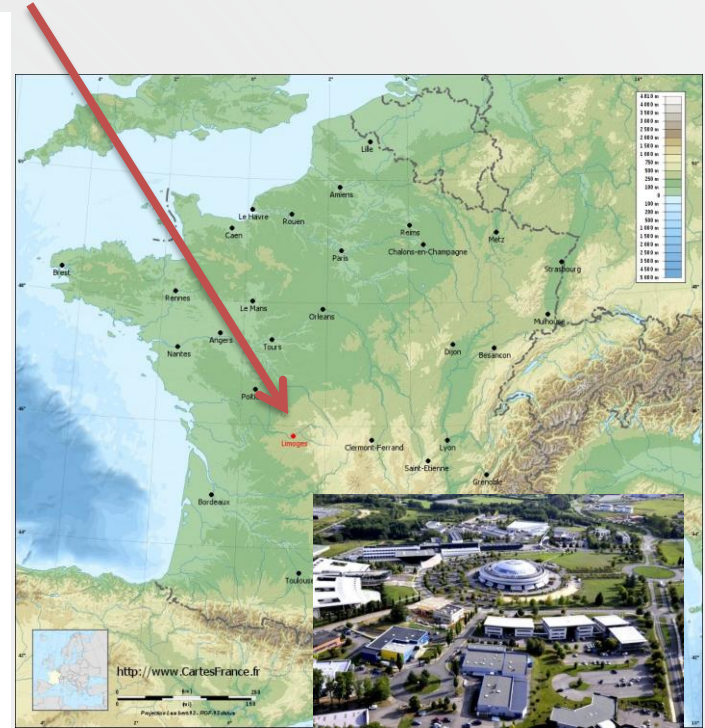 Lille
Amiens
Le Havre
Rouen
Caen
Reims
Metz
Chalons-en-Champagne
Paris
Strasbourg
Brest
Rennes
Le Mans
Orleans
Mulhouse
Angers
Tours
Nantes
Dijon
Besancon
Poiti
Limoges
Clermont-Ferrand
Lyon
Saint-Etienne
Grenoble
Bordeaux
Toulouse
http://www.CartesFrance.fr